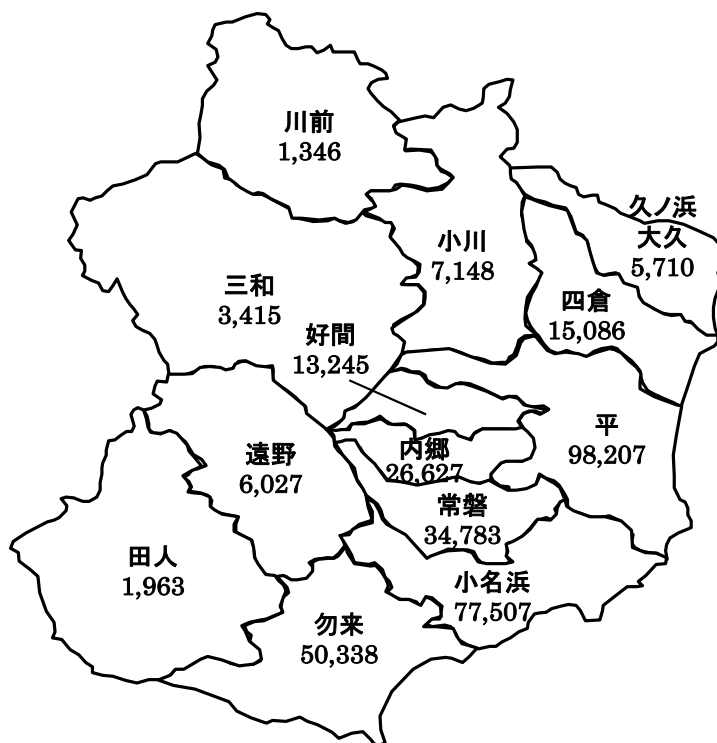 川前
1,346
久ノ浜
大久
5,710
小川
7,148
三和
3,415
四倉
15,086
好間
13,245
平
98,207
内郷
26,627
遠野
6,027
常磐
34,783
田人
1,963
小名浜
77,507
勿来
50,338